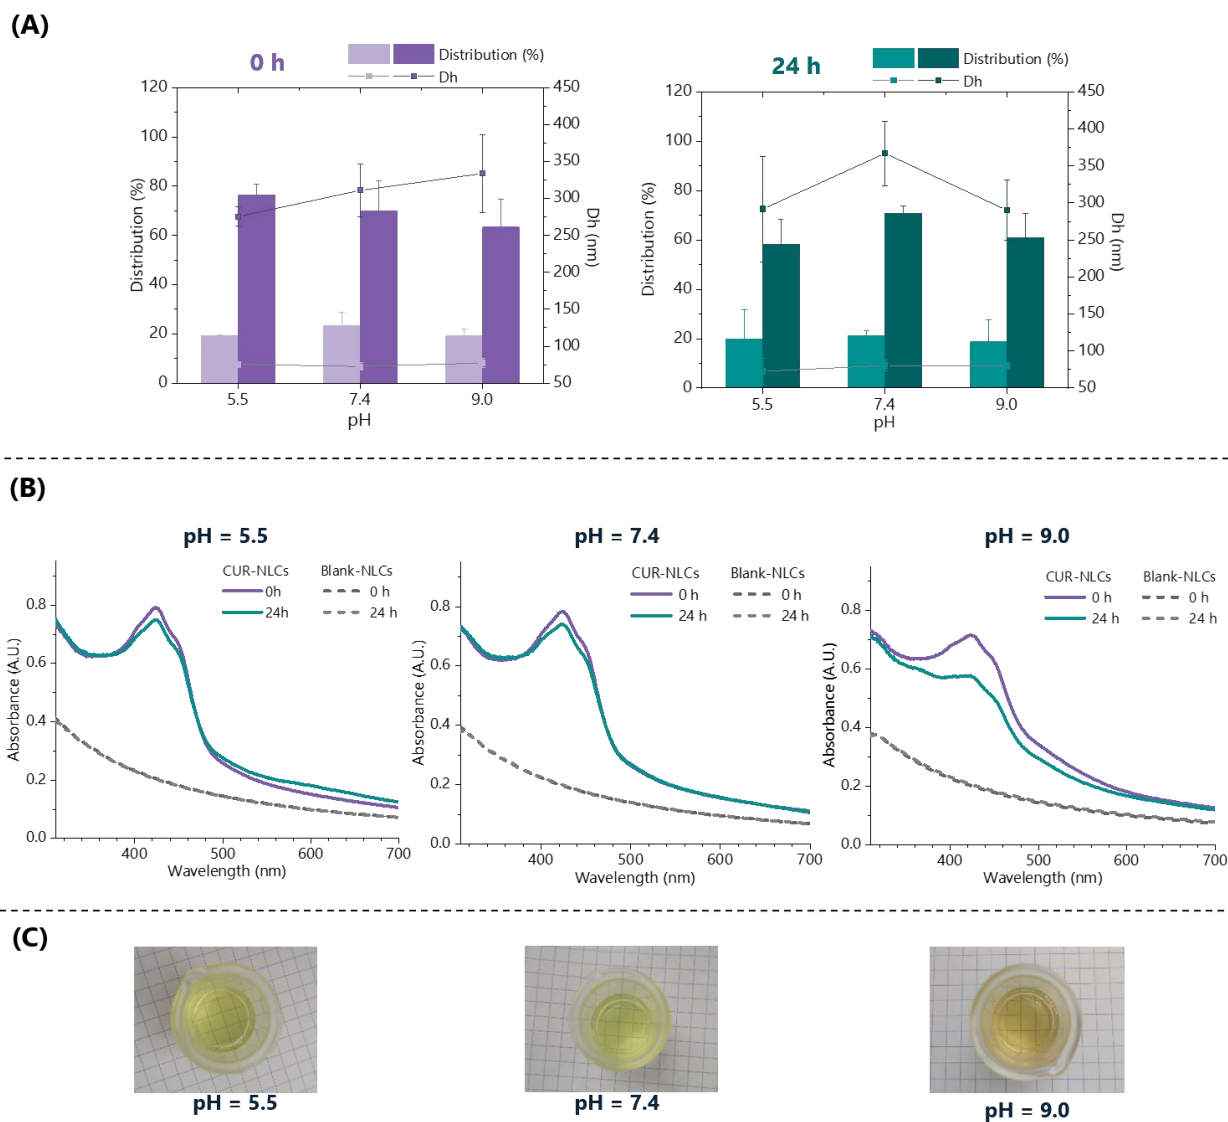 (A)
0 h
Distribution (%)
Dh
120
100
80
60
40
20
0
Distribution (%)
450
400
350
300
250
200
150
100
50
Dh (nm)
5.5 7.4 9.0
pH
24 h
Distribution (%)
Dh
120
100
80
60
40
20
0
Distribution (%)
450
400
350
300
250
200
150
100
50
Dh (nm)
5.5 7.4 9.0
pH
(B)
pH = 5.5
CUR-NLCs Blank-NLCs
0h 0 h
24h 24 h
0.8
0.6
0.4
0.2
0.0
Absorbance (A.U.)
400 500 600 700
Wavelength (nm)
pH = 7.4
CUR-NLCs Blank-NLCs
0 h 0 h
24 h 24 h
0.8
0.6
0.4
0.2
0.0
Absorbance (A.U.)
400 500 600 700
Wavelength (nm)
pH = 9.0
CUR-NLCs Blank-NLCs
0 h 0 h
24 h 24 h
0.8
0.6
0.4
0.2
0.0
Absorbance (A.U.)
400 500 600 700
Wavelength (nm)
(C)
pH = 5.5
pH = 7.4
pH = 9.0